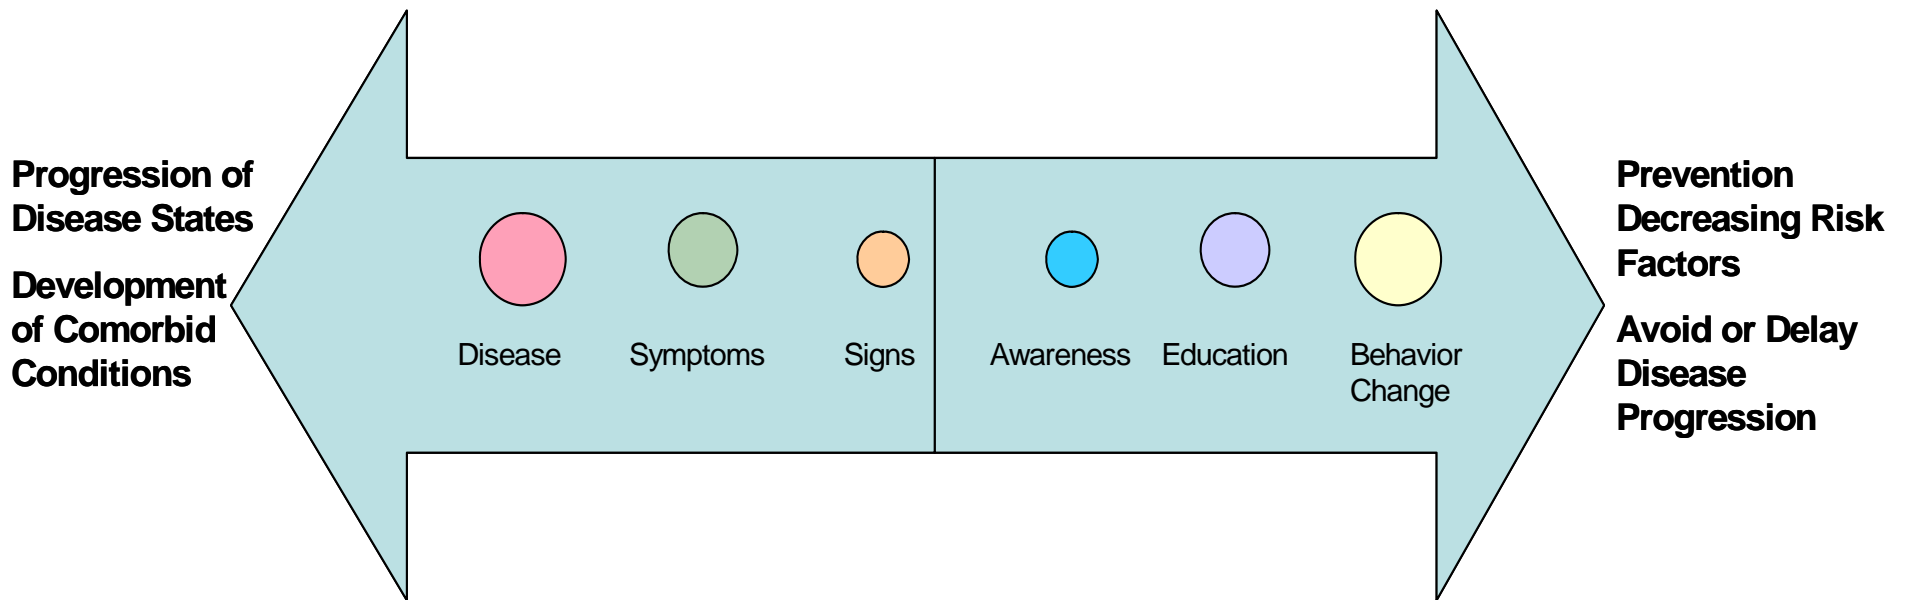 Progression of
Disease States
Development
of Comorbid
Conditions
Disease
Symptoms
Signs
Awareness
Education
Behavior
Change
Prevention
Decreasing Risk
Factors
Avoid or Delay
Disease
Progression